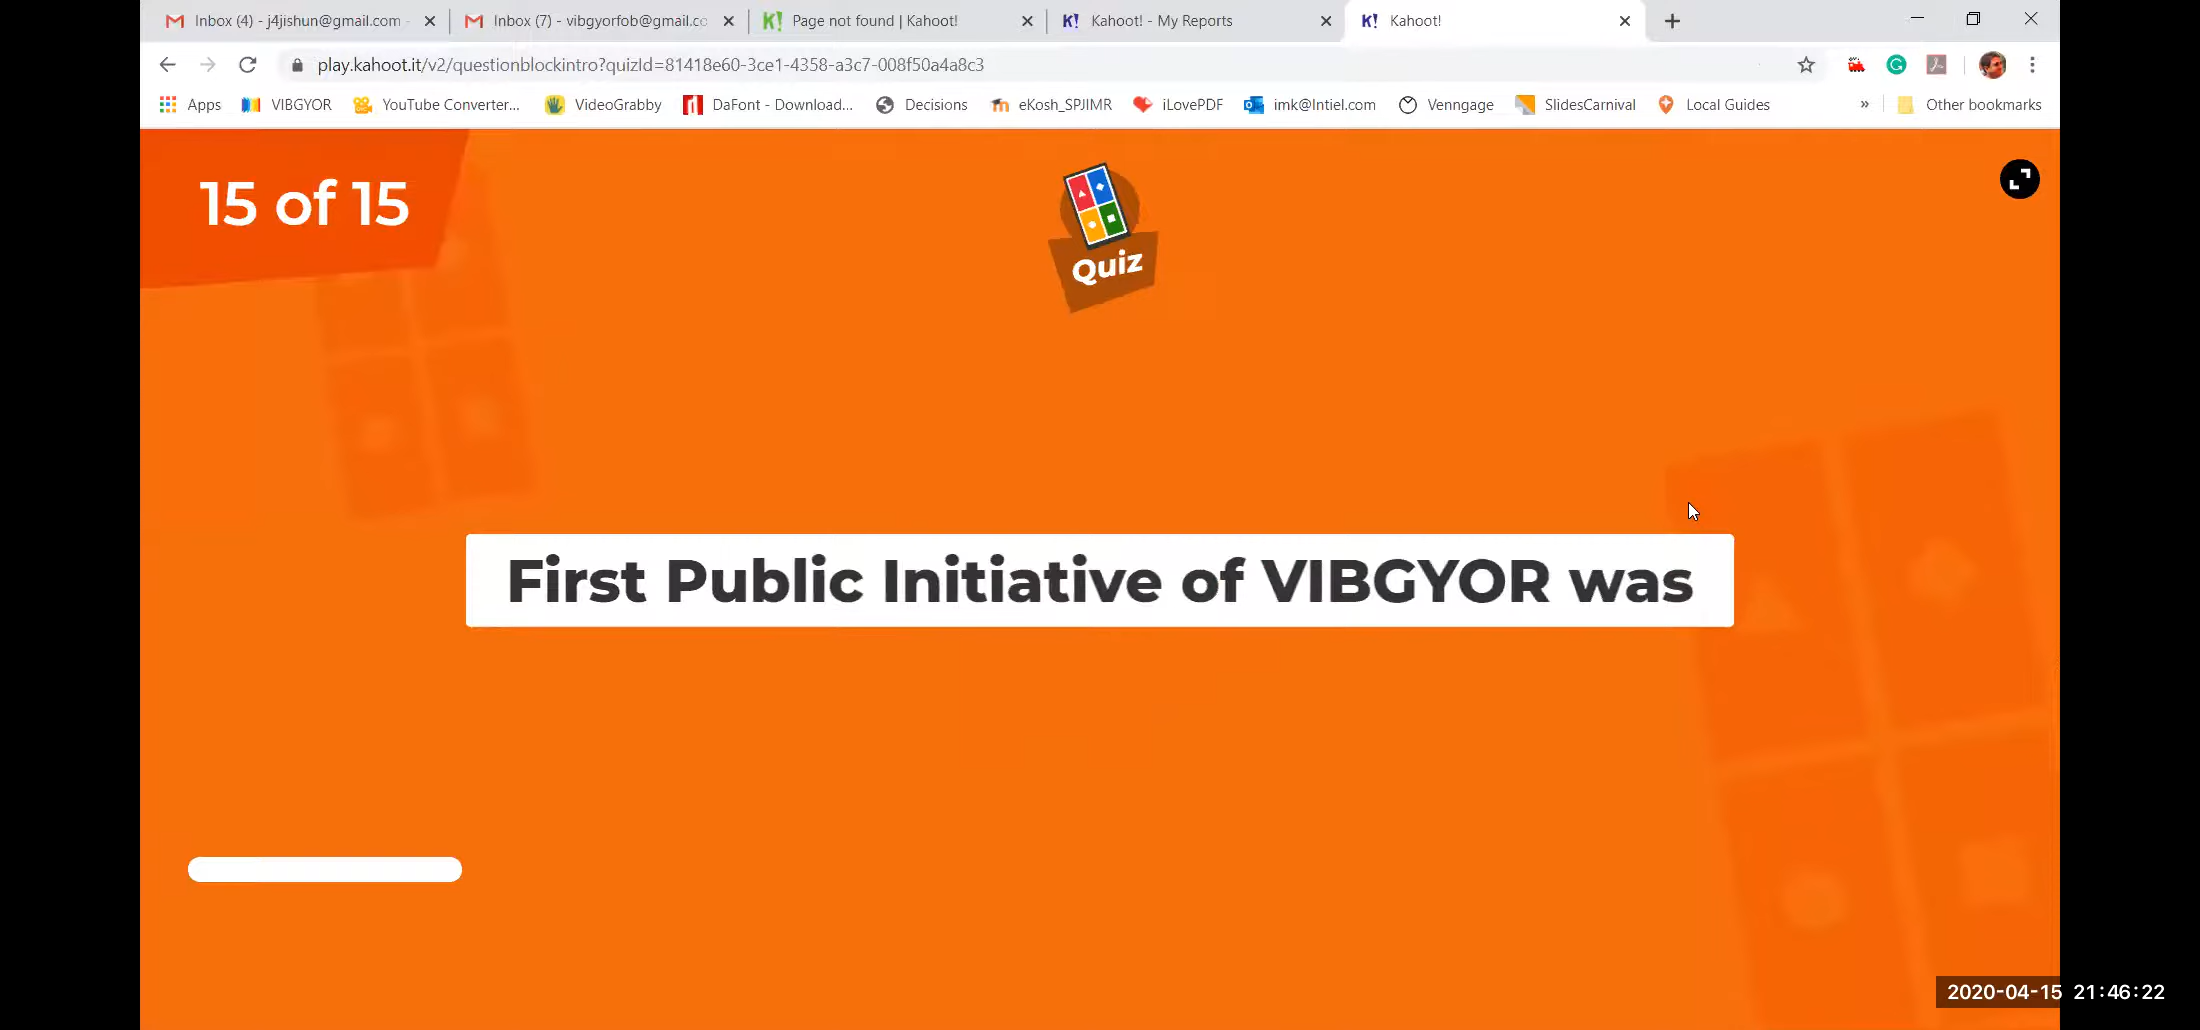 Inbox (4) - j4jishun@gmail.com -
Inbox (7) - vibgyorfob@gmail.co
K! Page not found | Kahoot!
K! Kahoot! - My Reports
K! Kahoot!
play.kahoot.it/v2/questionblockintro?quizId=81418e60-3ce1-4358-a3c7-008f50a4a8c3
Apps VIBGYOR YouTube Converter... VideoGrabby DaFont - Download... Decisions eKosh_SPJIMR iLovePDF imk@Intiel.com Venngage SlidesCarnival Local Guides » Other bookmarks
15 of 15
Quiz
First Public Initiative of VIBGYOR was
2020-04-15 21:46:22